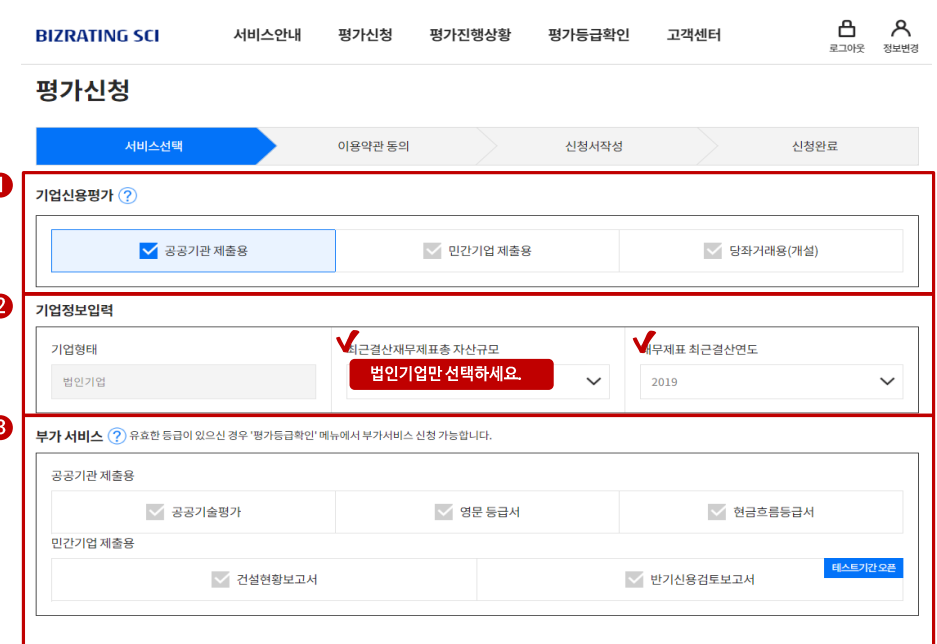 BIZRATING SCI 서비스안내 평가신청 평가진행상황 평가등급확인 고객센터 로그아웃 정보변경
평가신청
서비스선택 이용약관 동의 신청서작성 신청완료
1
기업신용평가 ?
공공기관 제출용 민간기업 제출용 당좌거래용(개설)
2
기업정보입력
기업형태 최근결산재무제표총 자산규모 재무제표 최근결산연도
법인기업 법인기업만 선택하세요. 2019
3
부가 서비스 ? 유효한 등급이 있으신 경우 '평가등급확인' 메뉴에서 부가서비스 신청 가능합니다.
공공기관 제출용
공공기술평가 영문 등급서 현금흐름등급서
민간기업 제출용
테스트기간 오픈
건설현황보고서 반기신용검토보고서